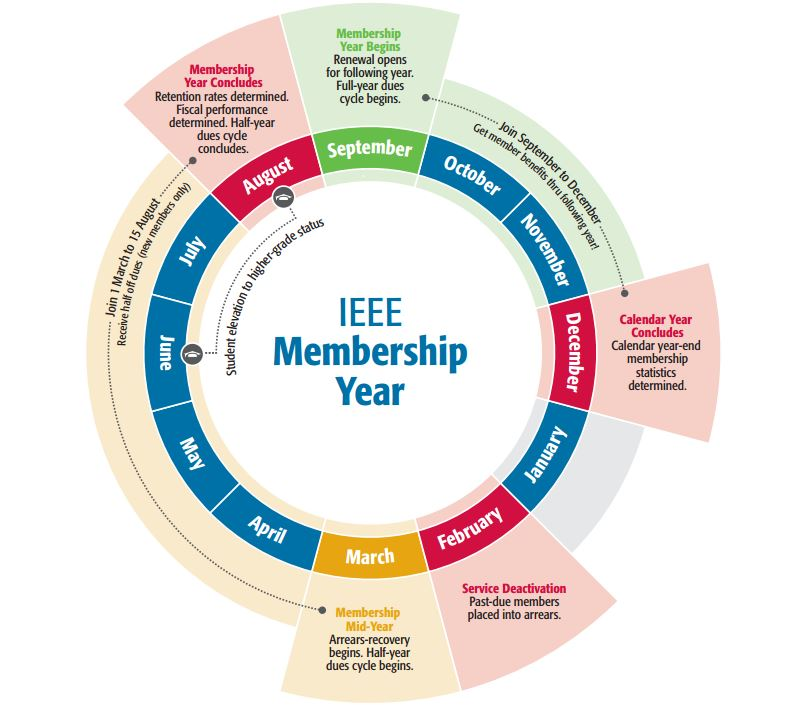 IEEE
Membership
Year
September
Membership
Year Begins
Renewal opens
for following year.
Full-year dues
cycle begins.
Join September to December
Get member benefits thru following year!
October
November
December
Calendar Year
Concludes
Calendar year-end
membership
statistics
determined.
January
February
Service Deactivation
Past-due members
placed into arrears.
March
Membership
Mid-Year
Arrears-recovery
begins. Half-year
dues cycle begins.
Join 1 March to 15 August
Receive half off dues (new members only)
April
May
June
Student elevation to higher-grade status
July
August
Membership
Year Concludes
Retention rates determined.
Fiscal performance
determined. Half-year
dues cycle
concludes.